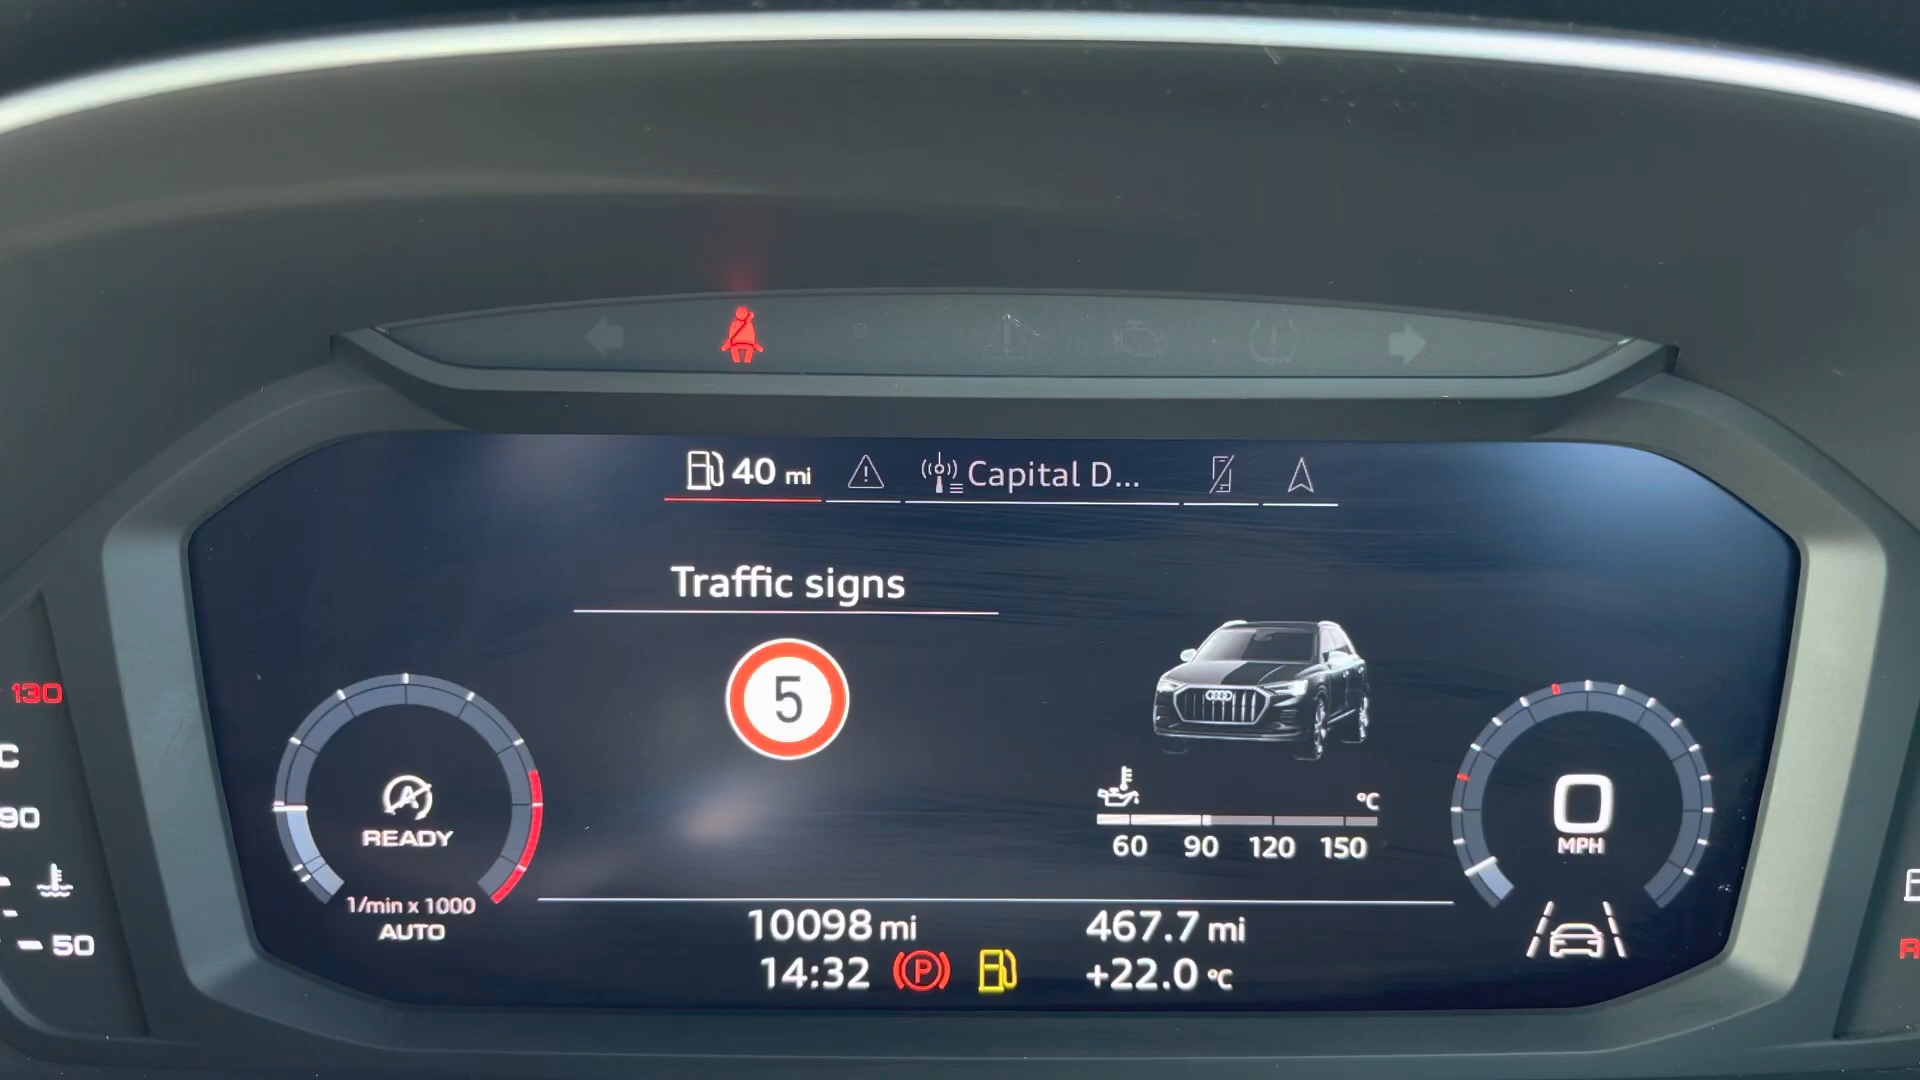 40 mi
Capital D...
Traffic signs
5
130
C
90
50
READY
1/min x 1000
AUTO
°C
60 90 120 150
0
MPH
10098 mi
467.7 mi
14:32
P
+22.0 °C
R